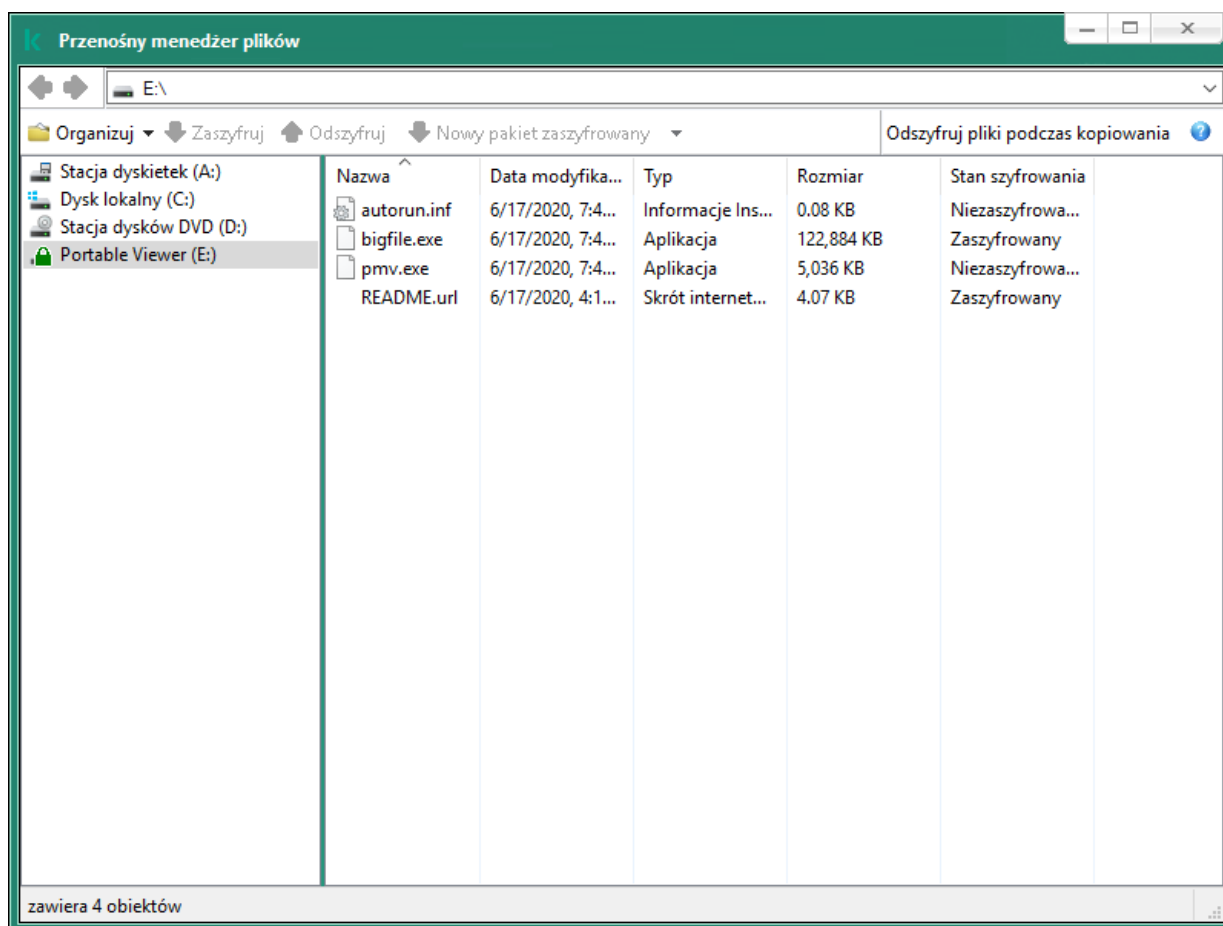 Przenośny menedżer plików
E:\
Organizuj Zaszyfruj Odszyfruj Nowy pakiet zaszyfrowany Odszyfruj pliki podczas kopiowania
Stacja dyskietek (A:)
Dysk lokalny (C:)
Stacja dysków DVD (D:)
Portable Viewer (E:)
Nazwa Data modyfika... Typ Rozmiar Stan szyfrowania
autorun.inf 6/17/2020, 7:4... Informacje Ins... 0.08 KB Niezaszyfrowa...
bigfile.exe 6/17/2020, 7:4... Aplikacja 122,884 KB Zaszyfrowany
pmv.exe 6/17/2020, 7:4... Aplikacja 5,036 KB Niezaszyfrowa...
README.url 6/17/2020, 4:1... Skrót internet... 4.07 KB Zaszyfrowany
zawiera 4 obiektów